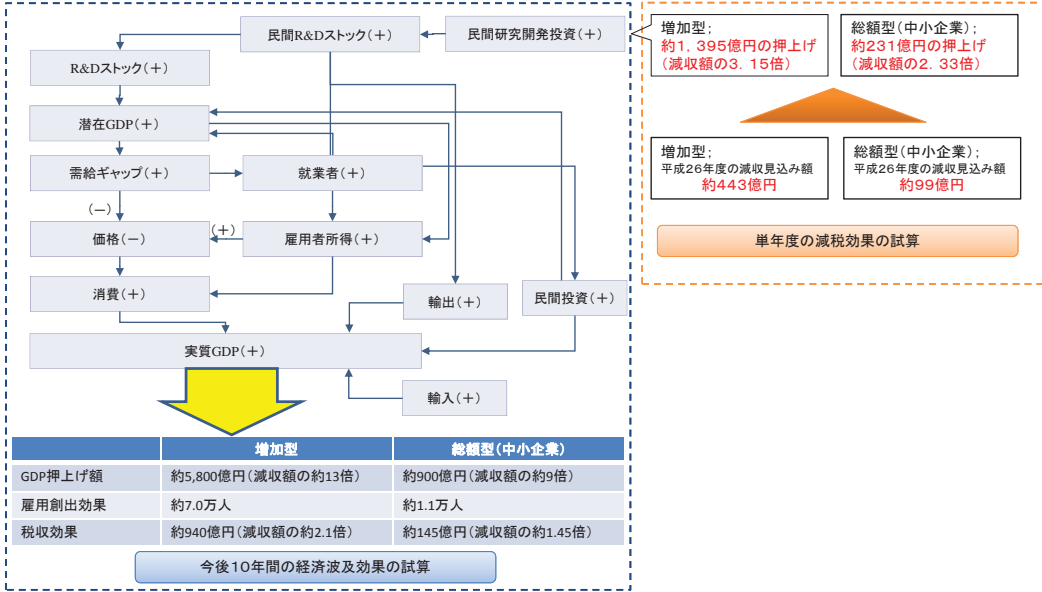 民間R&Dストック(+)
民間研究開発投資(+)
R&Dストック(+)
潜在GDP(+)
需給ギャップ(+)
就業者(+)
(-)
価格(-)
(+)
雇用者所得(+)
消費(+)
輸出(+)
民間投資(+)
実質GDP(+)
輸入(+)
増加型
総額型(中小企業)
GDP押上げ額
約5,800億円(減収額の約13倍)
約900億円(減収額の約9倍)
雇用創出効果
約7.0万人
約1.1万人
税収効果
約940億円(減収額の約2.1倍)
約145億円(減収額の約1.45倍)
今後10年間の経済波及効果の試算
増加型;
約1,395億円の押上げ
(減収額の3.15倍)
総額型(中小企業);
約231億円の押上げ
(減収額の2.33倍)
増加型;
平成26年度の減収見込み額
約443億円
総額型(中小企業);
平成26年度の減収見込み額
約99億円
単年度の減税効果の試算